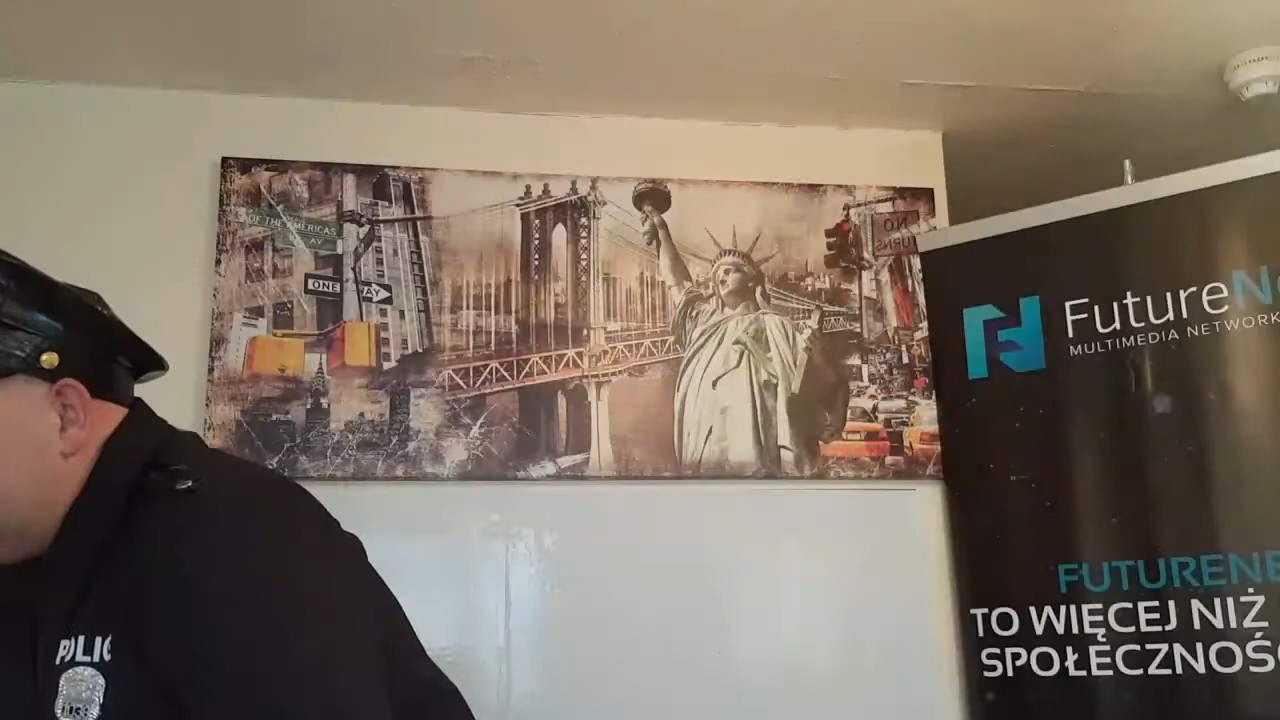 OF THE AMERICAS
AV
ONE WAY
NO
TURNS
FutureN
MULTIMEDIA NETWORK
FUTURENE
TO WIĘCEJ NIŻ
SPOŁECZNOŚ
POLIC